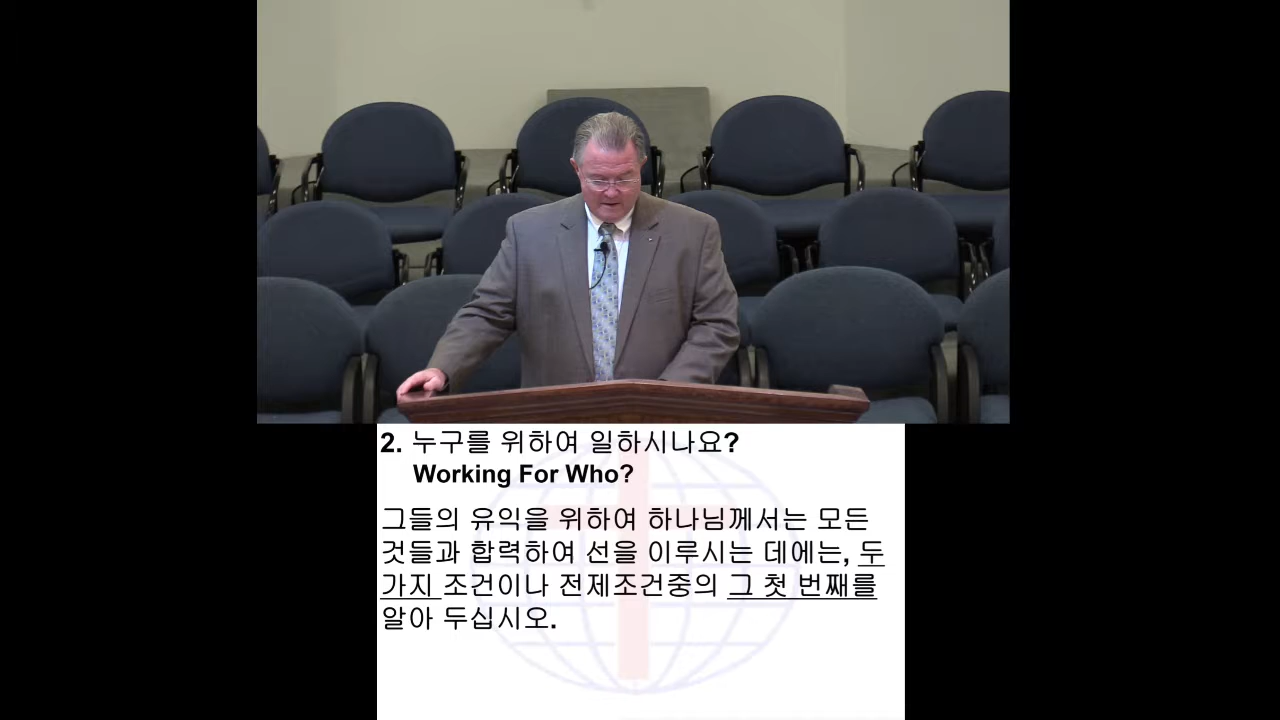 2. 누구를 위하여 일하시나요?
Working For Who?
그들의 유익을 위하여 하나님께서는 모든
것들과 합력하여 선을 이루시는 데에는, 두
가지 조건이나 전제조건중의 그 첫 번째를
알아 두십시오.